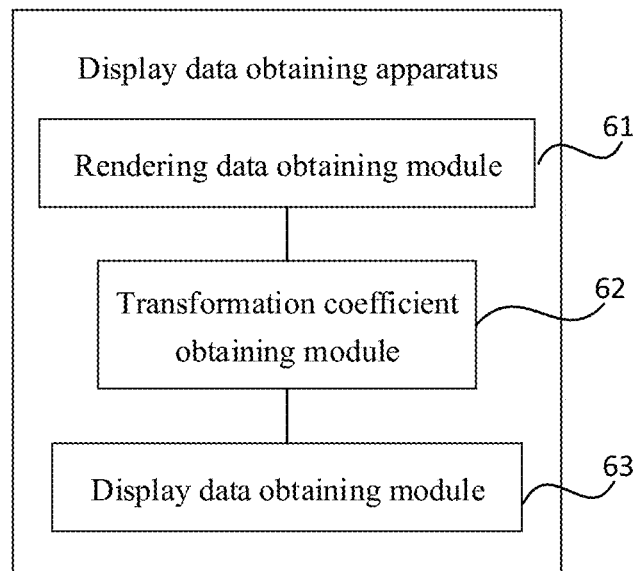 Display data obtaining apparatus
61
Rendering data obtaining module
62
Transformation coefficient
obtaining module
63
Display data obtaining module